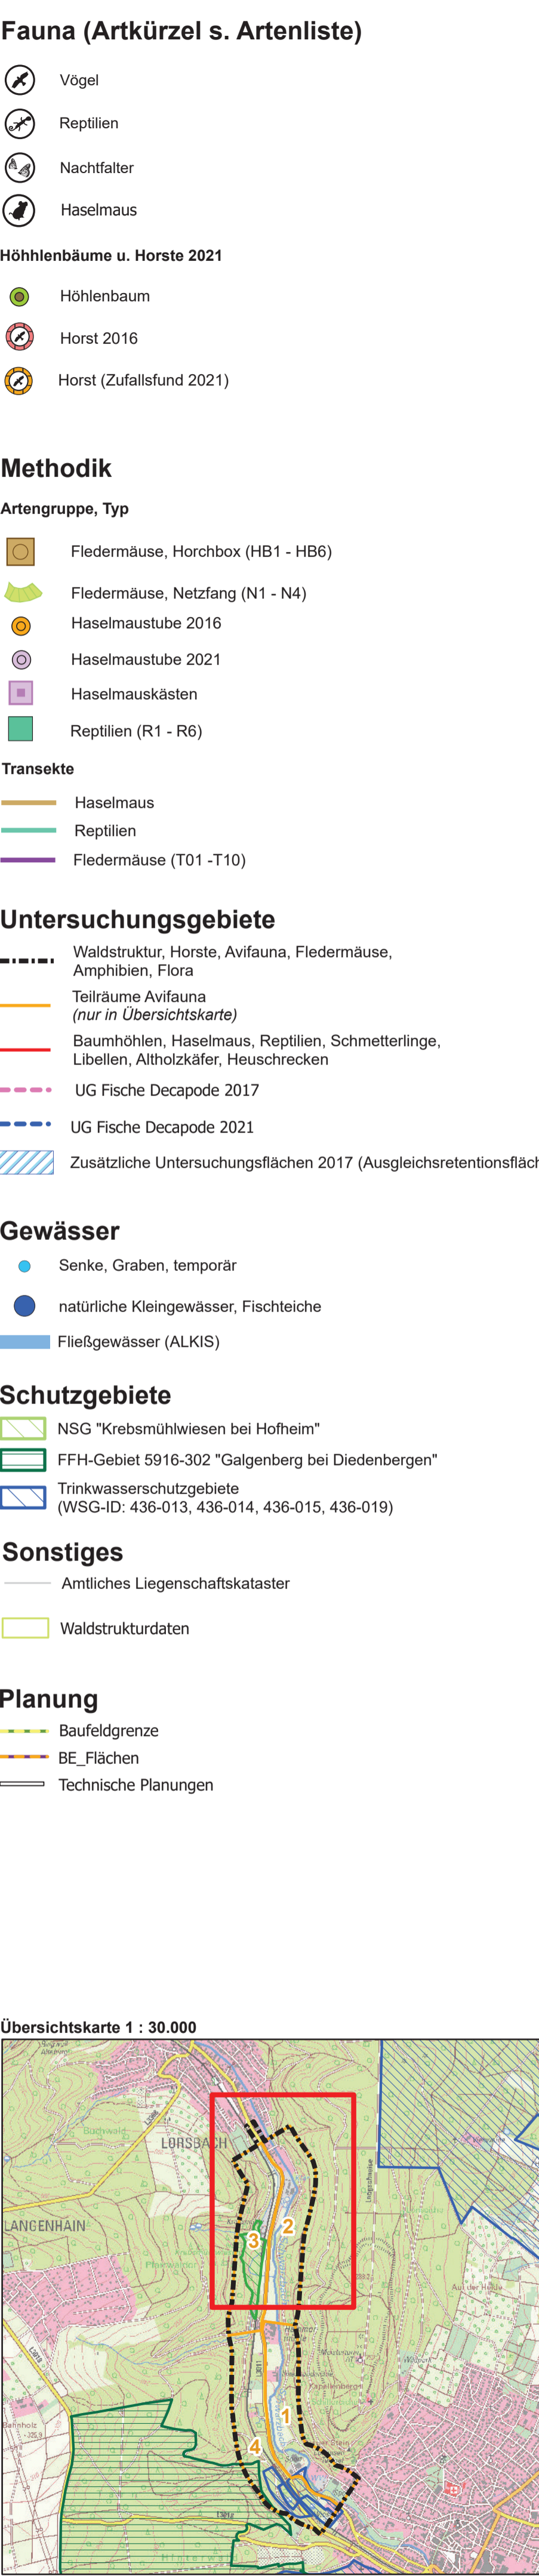 Fauna (Artkürzel s. Artenliste)
Vögel
Reptilien
Nachtfalter
Haselmaus
Höhhlenbäume u. Horste 2021
Höhlenbaum
Horst 2016
Horst (Zufallsfund 2021)
Methodik
Artengruppe, Typ
Fledermäuse, Horchbox (HB1 - HB6)
Fledermäuse, Netzfang (N1 - N4)
Haselmaustube 2016
Haselmaustube 2021
Haselmauskästen
Reptilien (R1 - R6)
Transekte
Haselmaus
Reptilien
Fledermäuse (T01 -T10)
Untersuchungsgebiete
Waldstruktur, Horste, Avifauna, Fledermäuse,
Amphibien, Flora
Teilräume Avifauna
(nur in Übersichtskarte)
Baumhöhlen, Haselmaus, Reptilien, Schmetterlinge,
Libellen, Altholzkäfer, Heuschrecken
UG Fische Decapode 2017
UG Fische Decapode 2021
Zusätzliche Untersuchungsflächen 2017 (Ausgleichsretentionsfläch
Gewässer
Senke, Graben, temporär
natürliche Kleingewässer, Fischteiche
Fließgewässer (ALKIS)
Schutzgebiete
NSG "Krebsmühlwiesen bei Hofheim"
FFH-Gebiet 5916-302 "Galgenberg bei Diedenbergen"
Trinkwasserschutzgebiete
(WSG-ID: 436-013, 436-014, 436-015, 436-019)
Sonstiges
Amtliches Liegenschaftskataster
Waldstrukturdaten
Planung
Baufeldgrenze
BE_Flächen
Technische Planungen
Übersichtskarte 1 : 30.000
Buchwald
LORSBACH
LANGENHAIN
2
3
L3011
Kapellenberg
1
4